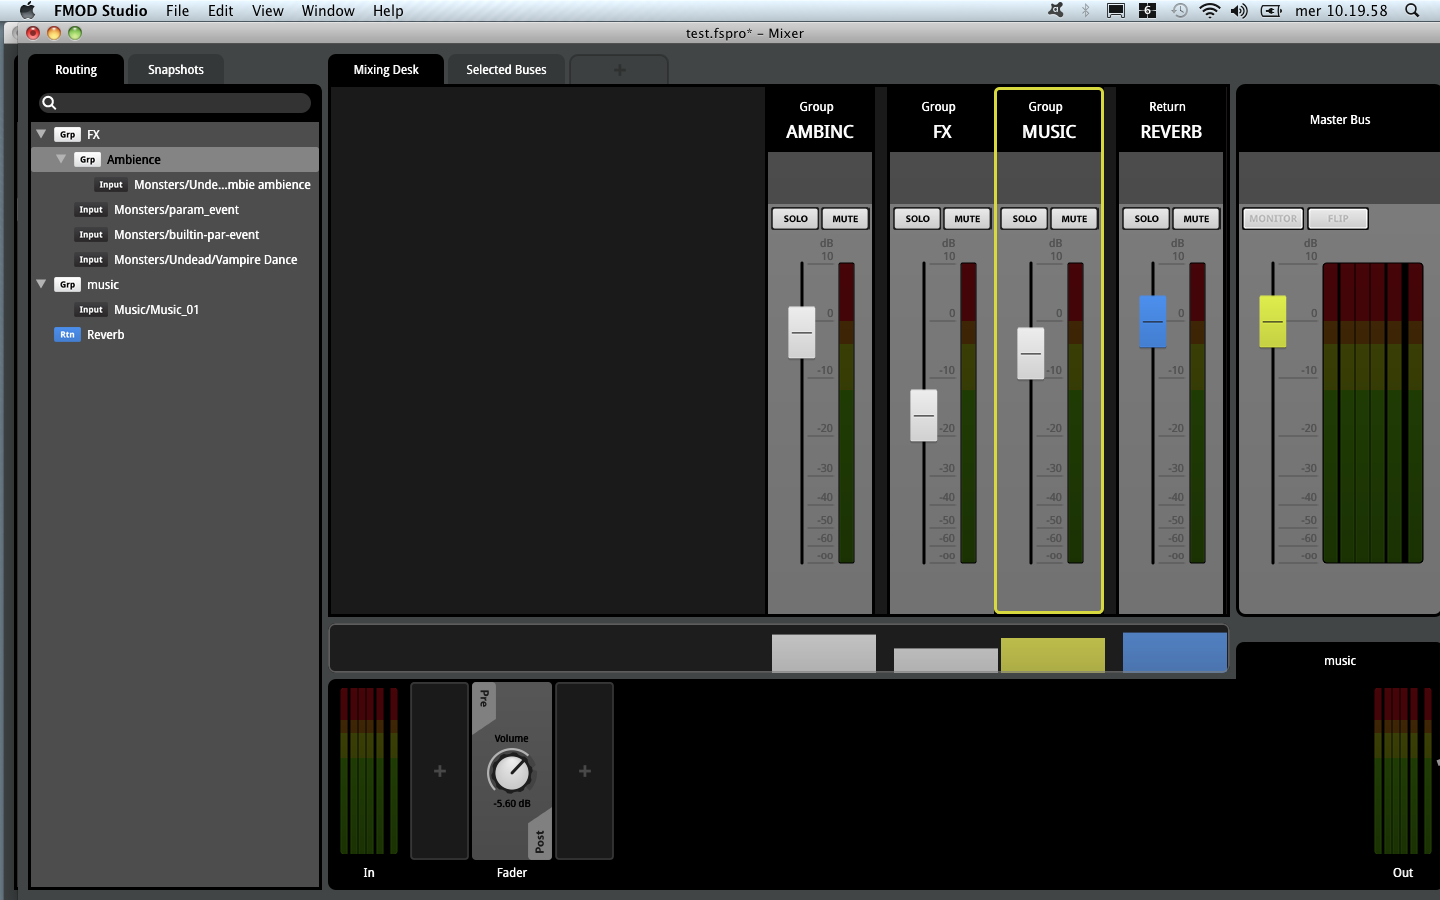 FMOD Studio File Edit View Window Help 6 mer 10.19.58
test.fspro* – Mixer
Routing Snapshots Mixing Desk Selected Buses +
Grp FX
Grp Ambience
Input Monsters/Unde...mbie ambience
Input Monsters/param_event
Input Monsters/builtin-par-event
Input Monsters/Undead/Vampire Dance
Grp music
Input Music/Music_01
Rtn Reverb
Group
AMBINC
SOLO MUTE
dB
10
0
-10
-20
-30
-40
-50
-60
-oo
Group
FX
SOLO MUTE
dB
10
0
-10
-20
-30
-40
-50
-60
-oo
Group
MUSIC
SOLO MUTE
dB
10
0
-10
-20
-30
-40
-50
-60
-oo
Return
REVERB
SOLO MUTE
dB
10
0
-10
-20
-30
-40
-50
-60
-oo
Master Bus
MONITOR FLIP
dB
10
0
-10
-20
-30
-40
-50
-60
-oo
music
In
+
Pre
Volume
-5.60 dB
Post
Fader
+
Out